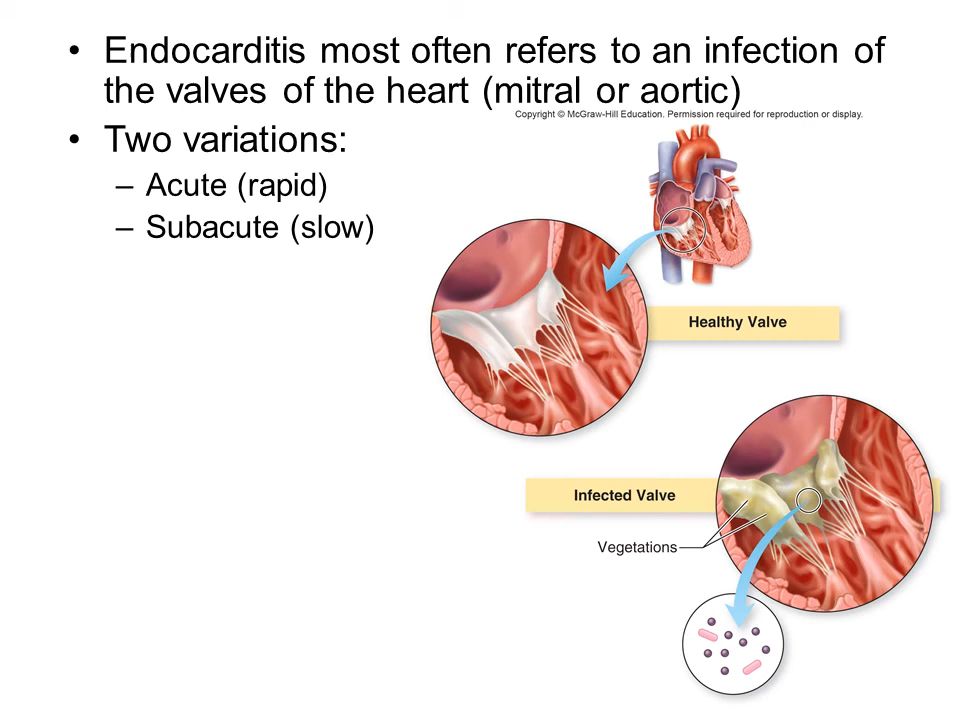 • Endocarditis most often refers to an infection of
the valves of the heart (mitral or aortic)
Copyright © McGraw-Hill Education. Permission required for reproduction or display.
• Two variations:
– Acute (rapid)
– Subacute (slow)
Healthy Valve
Infected Valve
Vegetations